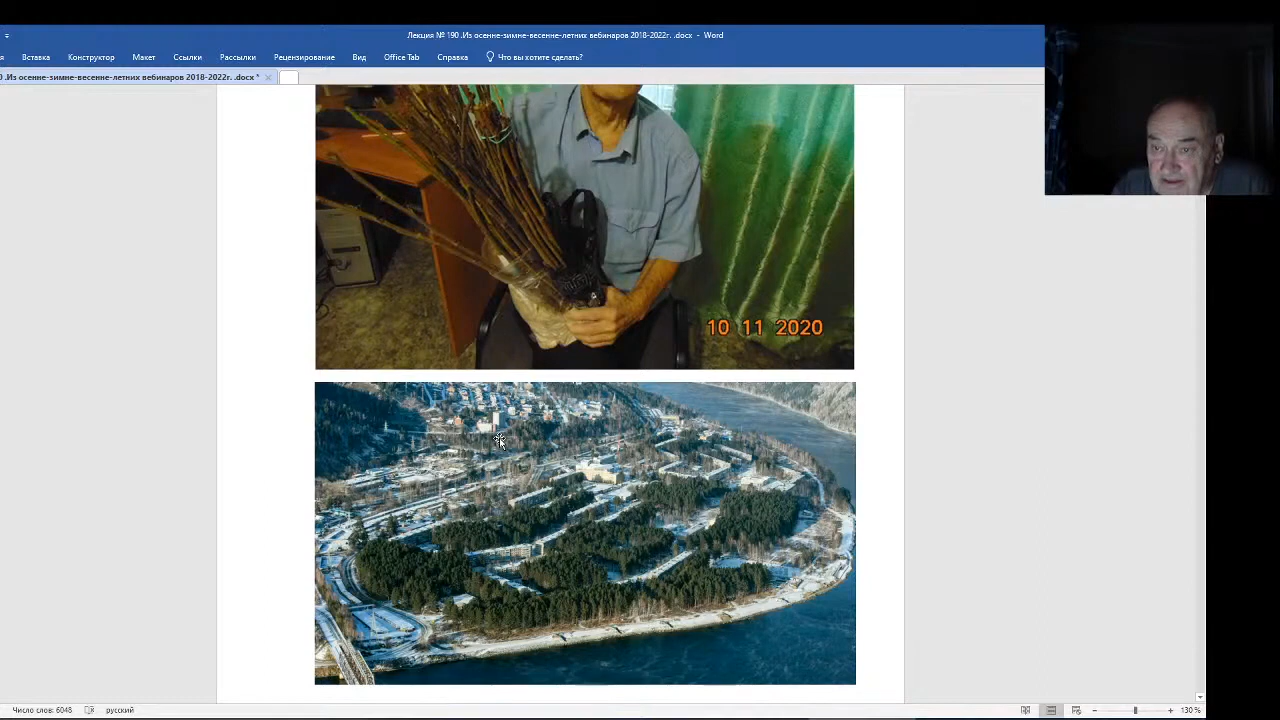 Лекция № 190 .Из осенне-зимне-весенне-летних вебинаров 2018-2022г. .docx - Word
Вставка Конструктор Макет Ссылки Рассылки Рецензирование Вид Office Tab Справка Что вы хотите сделать?
0 .Из осенне-зимне-весенне-летних вебинаров 2018-2022г. .docx *
10 11 2020
Число слов: 6048 русский 130 %